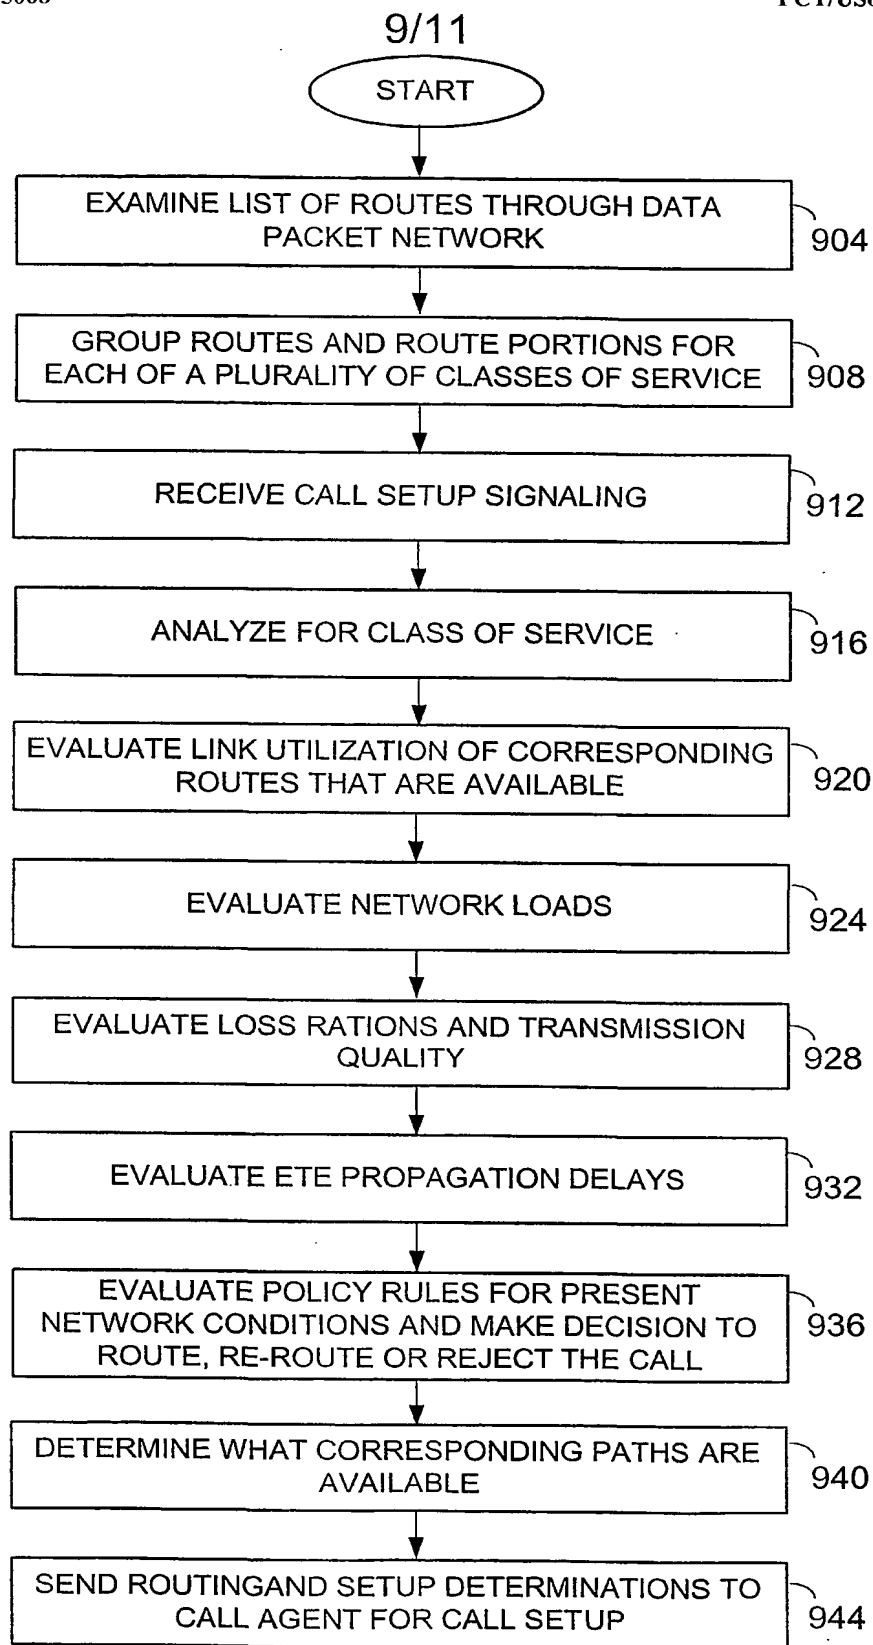 9/11
START
EXAMINE LIST OF ROUTES THROUGH DATA
PACKET NETWORK
904
GROUP ROUTES AND ROUTE PORTIONS FOR
EACH OF A PLURALITY OF CLASSES OF SERVICE
908
RECEIVE CALL SETUP SIGNALING
912
ANALYZE FOR CLASS OF SERVICE
916
EVALUATE LINK UTILIZATION OF CORRESPONDING
ROUTES THAT ARE AVAILABLE
920
EVALUATE NETWORK LOADS
924
EVALUATE LOSS RATIONS AND TRANSMISSION
QUALITY
928
EVALUATE ETE PROPAGATION DELAYS
932
EVALUATE POLICY RULES FOR PRESENT
NETWORK CONDITIONS AND MAKE DECISION TO
ROUTE, RE-ROUTE OR REJECT THE CALL
936
DETERMINE WHAT CORRESPONDING PATHS ARE
AVAILABLE
940
SEND ROUTINGAND SETUP DETERMINATIONS TO
CALL AGENT FOR CALL SETUP
944